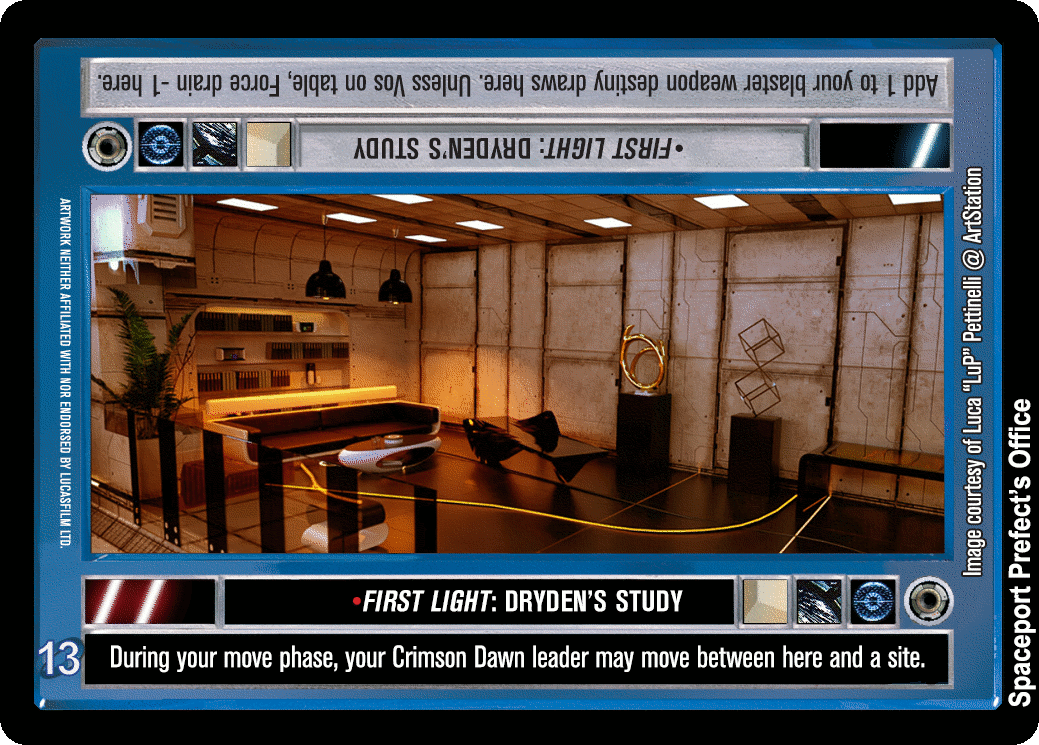 Add 1 to your blaster weapon destiny draws here. Unless Vos on table, Force drain -1 here.
•FIRST LIGHT: DRYDEN'S STUDY
ARTWORK NEITHER AFFILIATED WITH NOR ENDORSED BY LUCASFILM LTD.
Image courtesy of Luca "LuP" Pettinelli @ ArtStation
Spaceport Prefect's Office
•FIRST LIGHT: DRYDEN'S STUDY
13
During your move phase, your Crimson Dawn leader may move between here and a site.